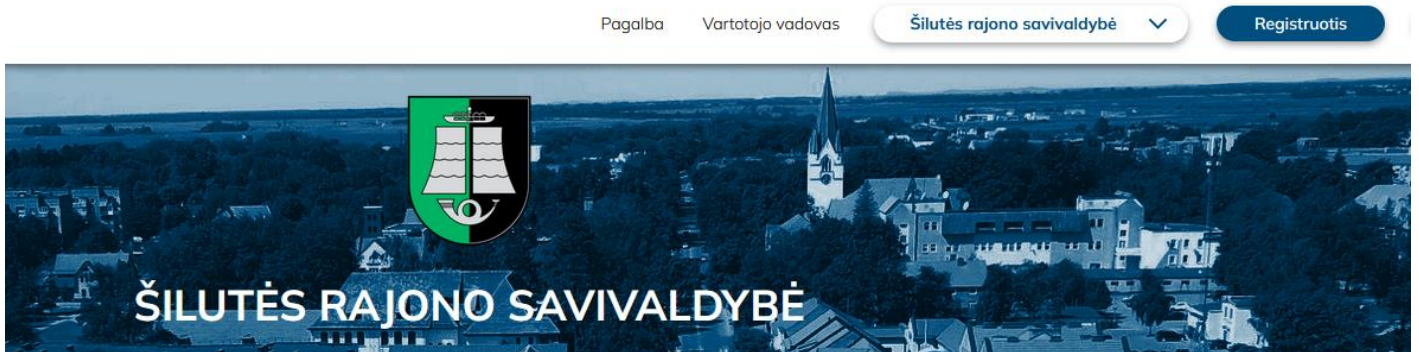 Pagalba Vartotojo vadovas Šilutės rajono savivaldybė Registruotis
ŠILUTĖS RAJONO SAVIVALDYBĖ